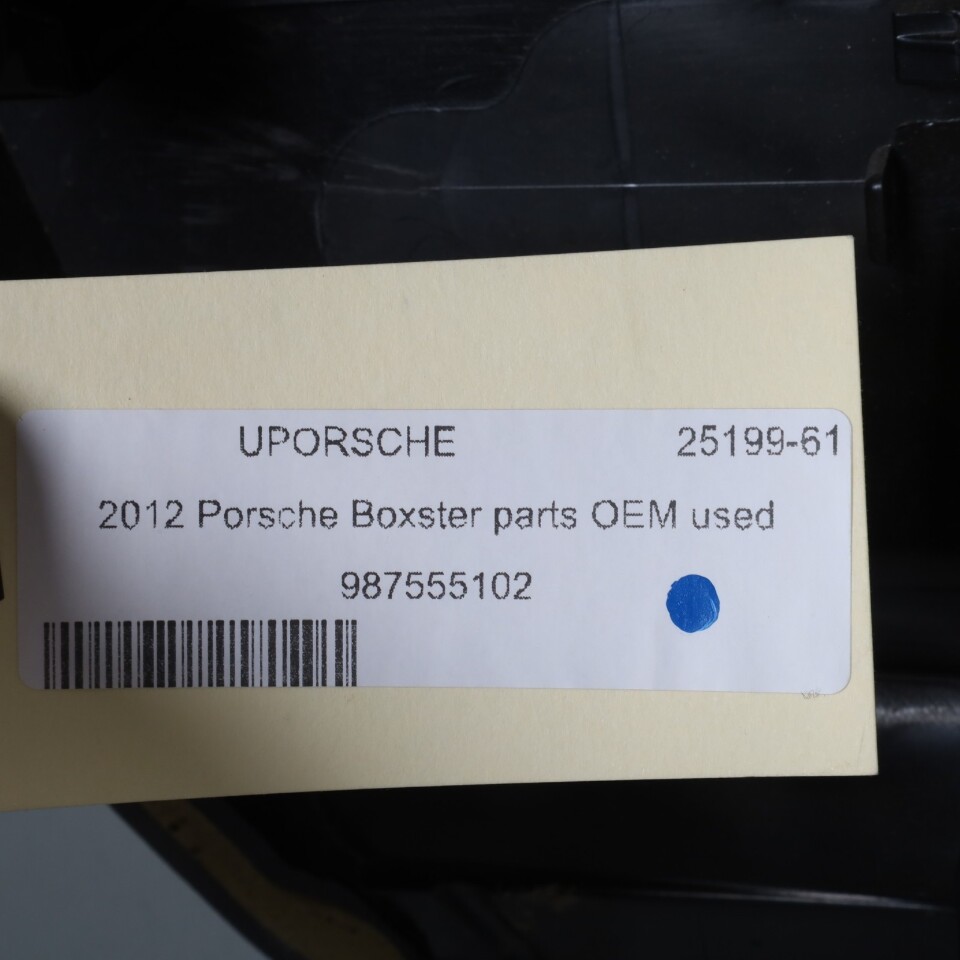 UPORSCHE 25199-61
2012 Porsche Boxster parts OEM used
987555102